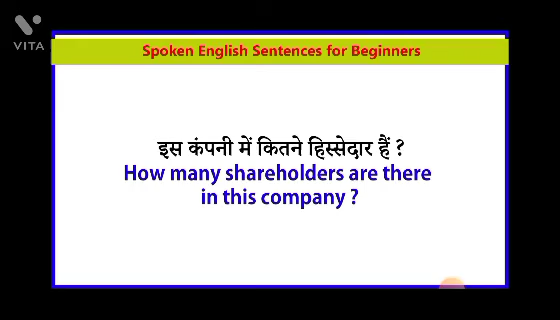 VITA
Spoken English Sentences for Beginners
इस कंपनी में कितने हिस्सेदार हैं ?
How many shareholders are there
in this company ?